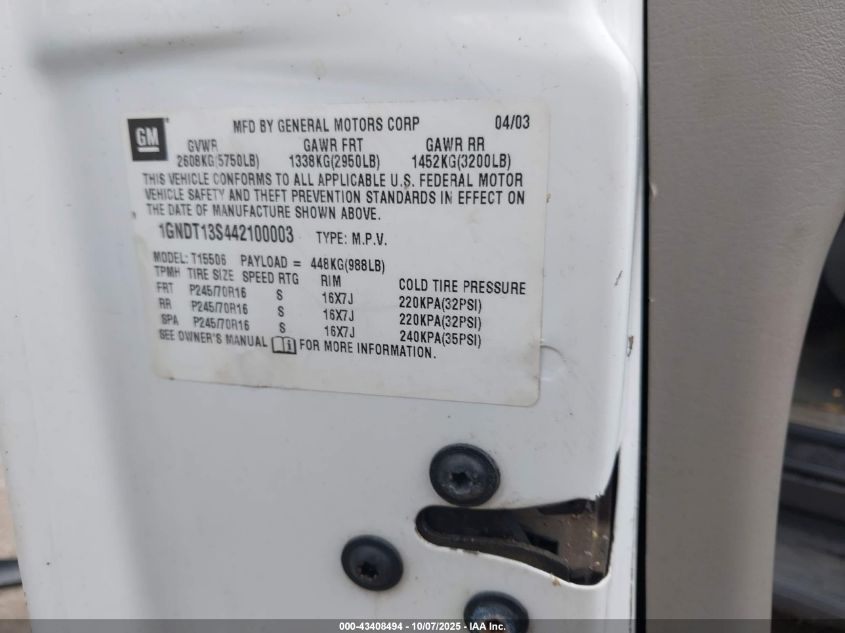 GM
MFD BY GENERAL MOTORS CORP 04/03
GVWR GAWR FRT GAWR RR
2608KG(5750LB) 1338KG(2950LB) 1452KG(3200LB)
THIS VEHICLE CONFORMS TO ALL APPLICABLE U.S. FEDERAL MOTOR
VEHICLE SAFETY AND THEFT PREVENTION STANDARDS IN EFFECT ON
THE DATE OF MANUFACTURE SHOWN ABOVE.
1GNDT13S442100003 TYPE: M.P.V.
MODEL: T15506 PAYLOAD = 448KG(988LB)
TPMH TIRE SIZE SPEED RTG RIM COLD TIRE PRESSURE
FRT P245/70R16 S 16X7J 220KPA(32PSI)
RR P245/70R16 S 16X7J 220KPA(32PSI)
SPA P245/70R16 S 16X7J 240KPA(35PSI)
SEE OWNER'S MANUAL FOR MORE INFORMATION.
000-43408494 | 10/07/2025 | IAA Inc.